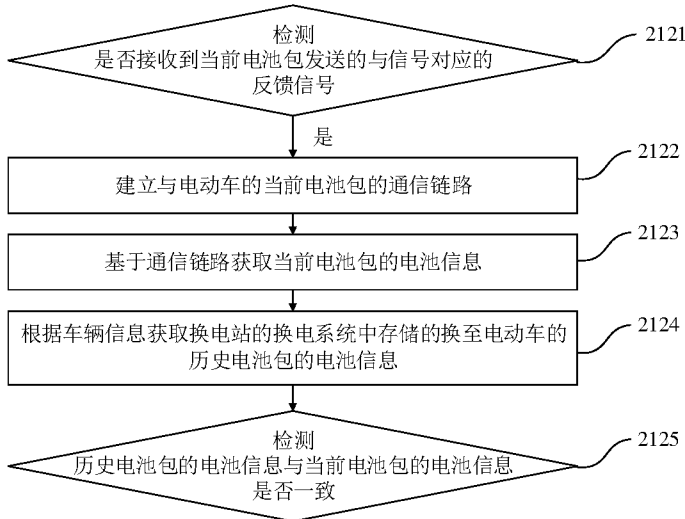 检测
是否接收到当前电池包发送的与信号对应的
反馈信号
2121
是
建立与电动车的当前电池包的通信链路
2122
基于通信链路获取当前电池包的电池信息
2123
根据车辆信息获取换电站的换电系统中存储的换至电动车的
历史电池包的电池信息
2124
检测
历史电池包的电池信息与当前电池包的电池信息
是否一致
2125